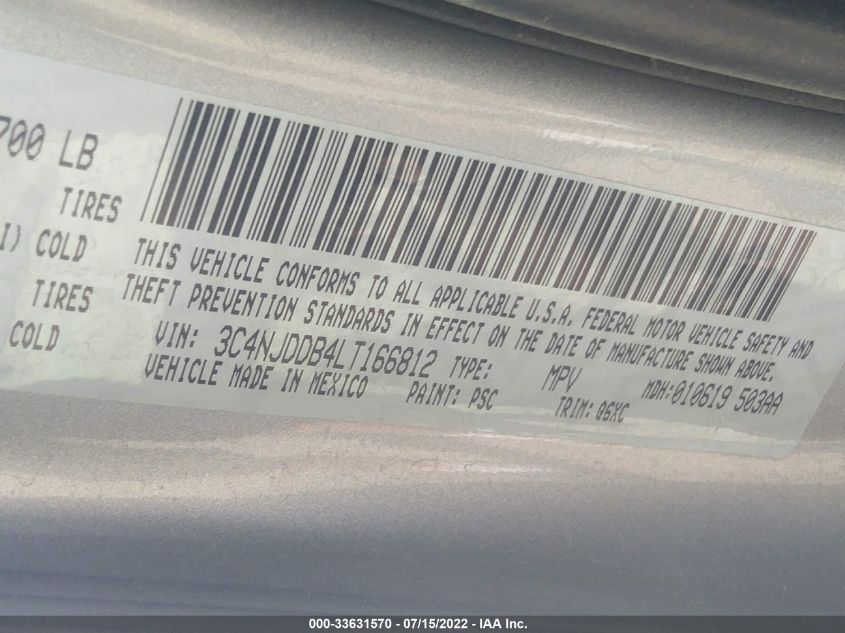 700 LB
TIRES
I) COLD
TIRES
COLD
THIS VEHICLE CONFORMS TO ALL APPLICABLE U.S.A. FEDERAL MOTOR VEHICLE SAFETY AND
THEFT PREVENTION STANDARDS IN EFFECT ON THE DATE OF MANUFACTURE SHOWN ABOVE.
VIN: 3C4NJDDB4LT166812 TYPE: MPV MDH:010619 503AA
VEHICLE MADE IN MEXICO PAINT: PSC TRIM: Q6XC
000-33631570 - 07/15/2022 - IAA Inc.